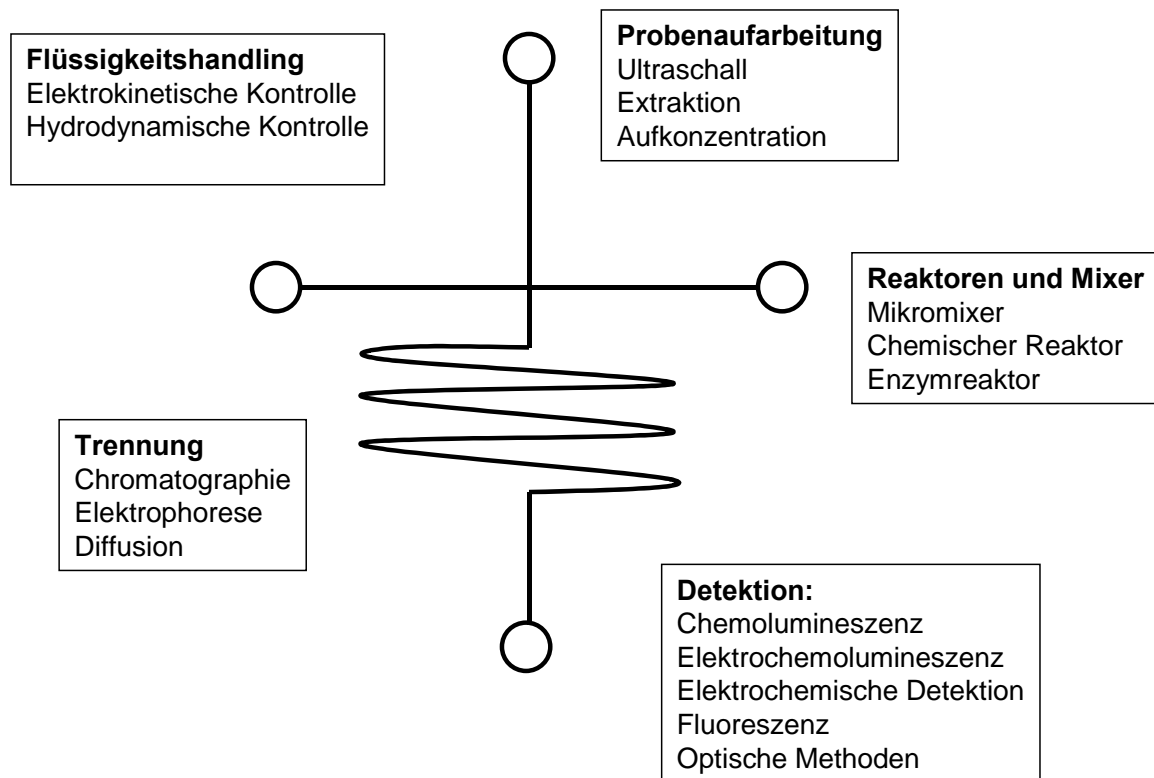 Flüssigkeitshandling
Elektrokinetische Kontrolle
Hydrodynamische Kontrolle
Probenaufarbeitung
Ultraschall
Extraktion
Aufkonzentration
Reaktoren und Mixer
Mikromixer
Chemischer Reaktor
Enzymreaktor
Trennung
Chromatographie
Elektrophorese
Diffusion
Detektion:
Chemolumineszenz
Elektrochemolumineszenz
Elektrochemische Detektion
Fluoreszenz
Optische Methoden